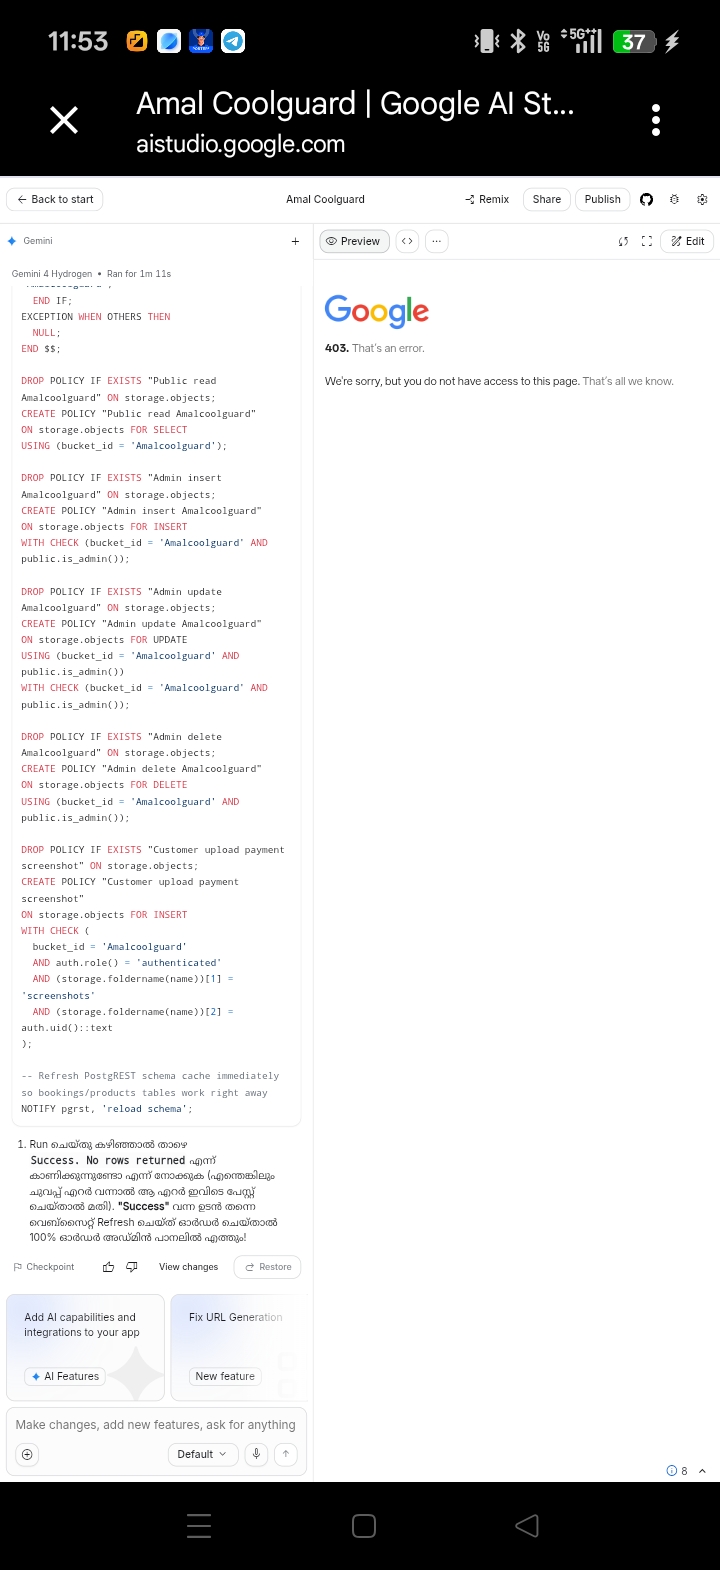 11:53
Vo 5G
5G++
37
Amal Coolguard | Google AI St...
aistudio.google.com
Back to start
Amal Coolguard
Remix
Share
Publish
Gemini
Preview
Edit
Gemini 4 Hydrogen • Ran for 1m 11s
END IF;
EXCEPTION WHEN OTHERS THEN
NULL;
END $$;
DROP POLICY IF EXISTS "Public read
Amalcoolguard" ON storage.objects;
CREATE POLICY "Public read Amalcoolguard"
ON storage.objects FOR SELECT
USING (bucket_id = 'Amalcoolguard');
DROP POLICY IF EXISTS "Admin insert
Amalcoolguard" ON storage.objects;
CREATE POLICY "Admin insert Amalcoolguard"
ON storage.objects FOR INSERT
WITH CHECK (bucket_id = 'Amalcoolguard' AND
public.is_admin());
DROP POLICY IF EXISTS "Admin update
Amalcoolguard" ON storage.objects;
CREATE POLICY "Admin update Amalcoolguard"
ON storage.objects FOR UPDATE
USING (bucket_id = 'Amalcoolguard' AND
public.is_admin())
WITH CHECK (bucket_id = 'Amalcoolguard' AND
public.is_admin());
DROP POLICY IF EXISTS "Admin delete
Amalcoolguard" ON storage.objects;
CREATE POLICY "Admin delete Amalcoolguard"
ON storage.objects FOR DELETE
USING (bucket_id = 'Amalcoolguard' AND
public.is_admin());
DROP POLICY IF EXISTS "Customer upload payment
screenshot" ON storage.objects;
CREATE POLICY "Customer upload payment
screenshot"
ON storage.objects FOR INSERT
WITH CHECK (
bucket_id = 'Amalcoolguard'
AND auth.role() = 'authenticated'
AND (storage.foldername(name))[1] =
'screenshots'
AND (storage.foldername(name))[2] =
auth.uid()::text
);
-- Refresh PostgREST schema cache immediately
so bookings/products tables work right away
NOTIFY pgrst, 'reload schema';
1. Run ചെയ്തു കഴിഞ്ഞാൽ താഴെ
Success. No rows returned എന്ന്
കാണിക്കുന്നുണ്ടോ എന്ന് നോക്കുക (എന്തെങ്കിലും
ചുവപ്പ് എറർ വന്നാൽ ആ എറർ ഇവിടെ പേസ്റ്റ്
ചെയ്താൽ മതി). "Success" വന്ന ഉടൻ തന്നെ
വെബ്സൈറ്റ് Refresh ചെയ്ത് ഓർഡർ ചെയ്താൽ
100% ഓർഡർ അഡ്മിൻ പാനലിൽ എത്തും!
Checkpoint
View changes
Restore
Add AI capabilities and
integrations to your app
AI Features
Fix URL Generation
New feature
Make changes, add new features, ask for anything
Default
Google
403. That's an error.
We're sorry, but you do not have access to this page. That's all we know.
8